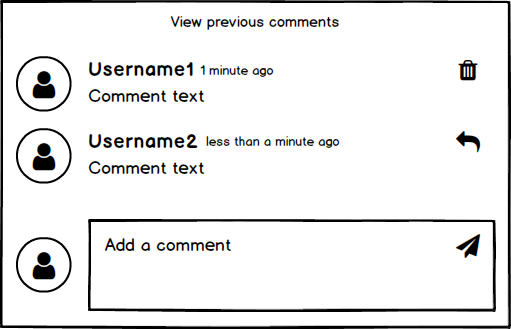 View previous comments
Username1 1 minute ago
Comment text
Username2 less than a minute ago
Comment text
Add a comment